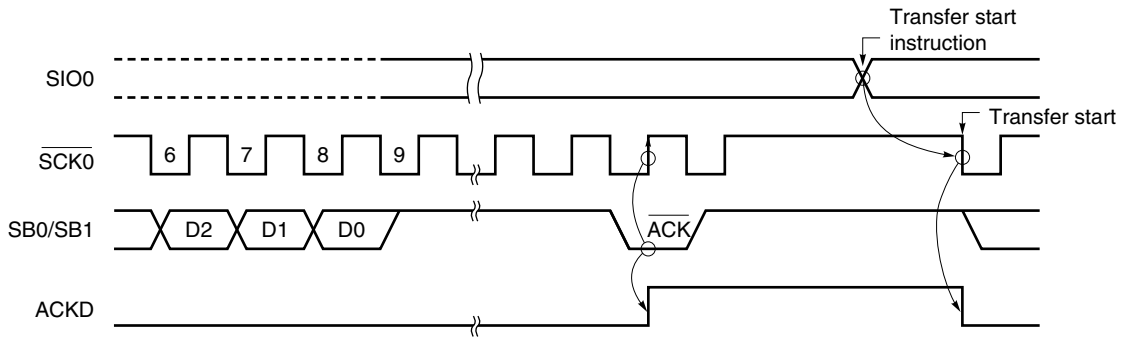 Transfer start
instruction
SIO0
Transfer start
SCK0
6 7 8 9
SB0/SB1
D2 D1 D0 ACK
ACKD